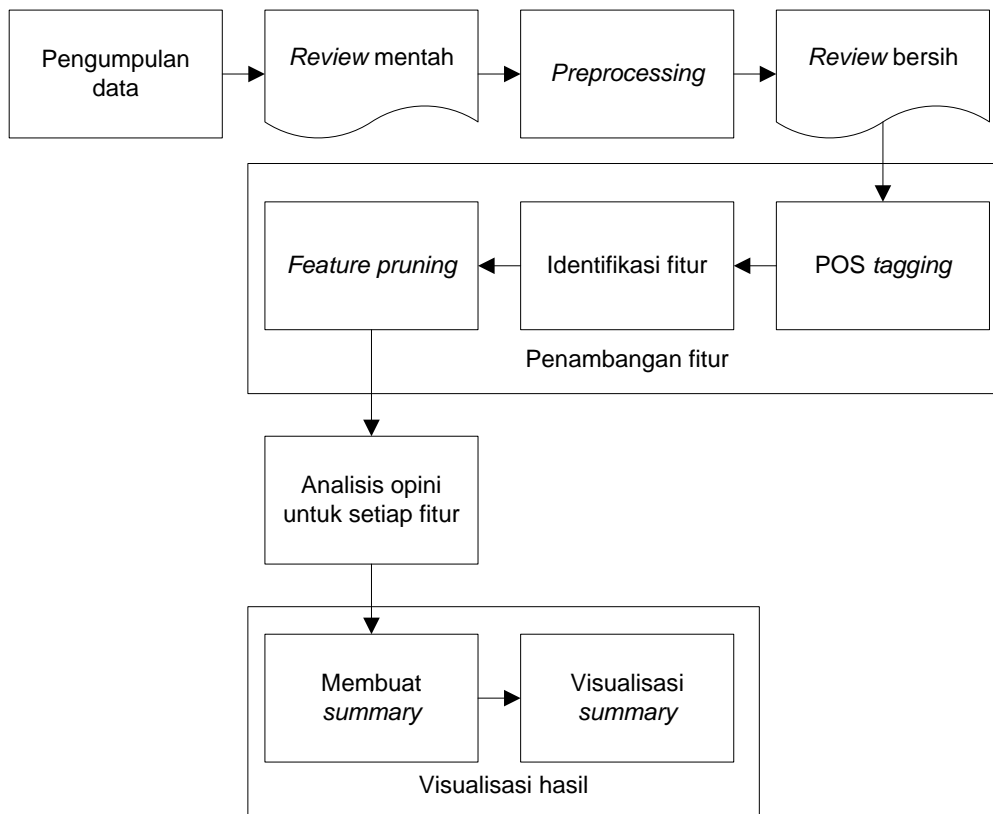 Pengumpulan
data
Review mentah
Preprocessing
Review bersih
Feature pruning
Identifikasi fitur
POS tagging
Penambangan fitur
Analisis opini
untuk setiap fitur
Membuat
summary
Visualisasi
summary
Visualisasi hasil